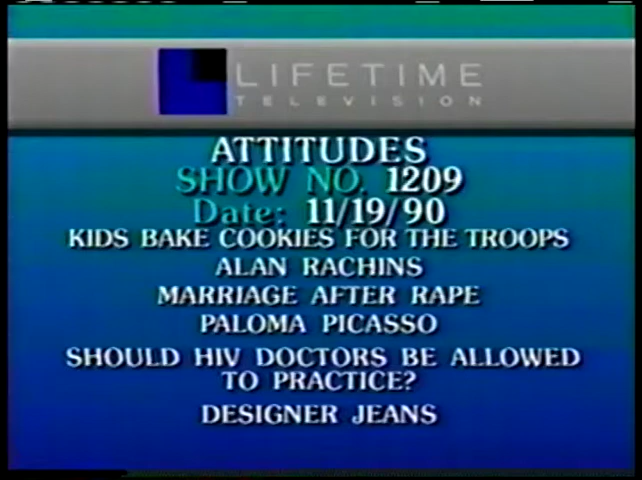 LIFETIME
TELEVISION
ATTITUDES
SHOW NO. 1209
Date: 11/19/90
KIDS BAKE COOKIES FOR THE TROOPS
ALAN RACHINS
MARRIAGE AFTER RAPE
PALOMA PICASSO
SHOULD HIV DOCTORS BE ALLOWED
TO PRACTICE?
DESIGNER JEANS